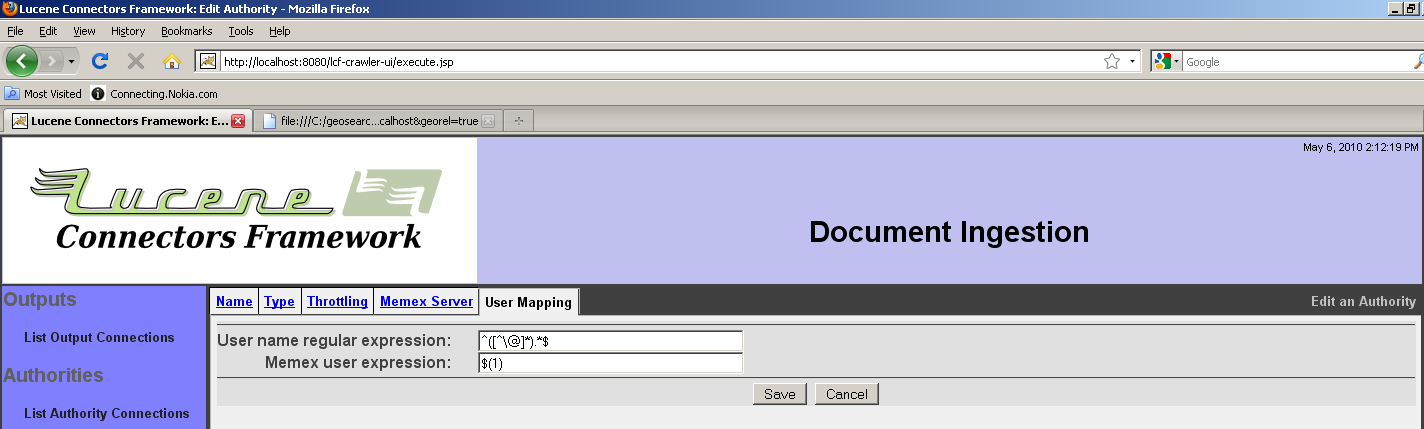 Lucene Connectors Framework: Edit Authority - Mozilla Firefox
File Edit View History Bookmarks Tools Help
http://localhost:8080/lcf-crawler-ui/execute.jsp
Google
Most Visited Connecting.Nokia.com
Lucene Connectors Framework: E... file:///C:/geosearc...calhost&georel=true
May 6, 2010 2:12:19 PM
Lucene
Connectors Framework
Document Ingestion
Outputs
List Output Connections
Authorities
List Authority Connections
Name Type Throttling Memex Server User Mapping Edit an Authority
User name regular expression: ^([^\@]*).*$
Memex user expression: $(1)
Save Cancel